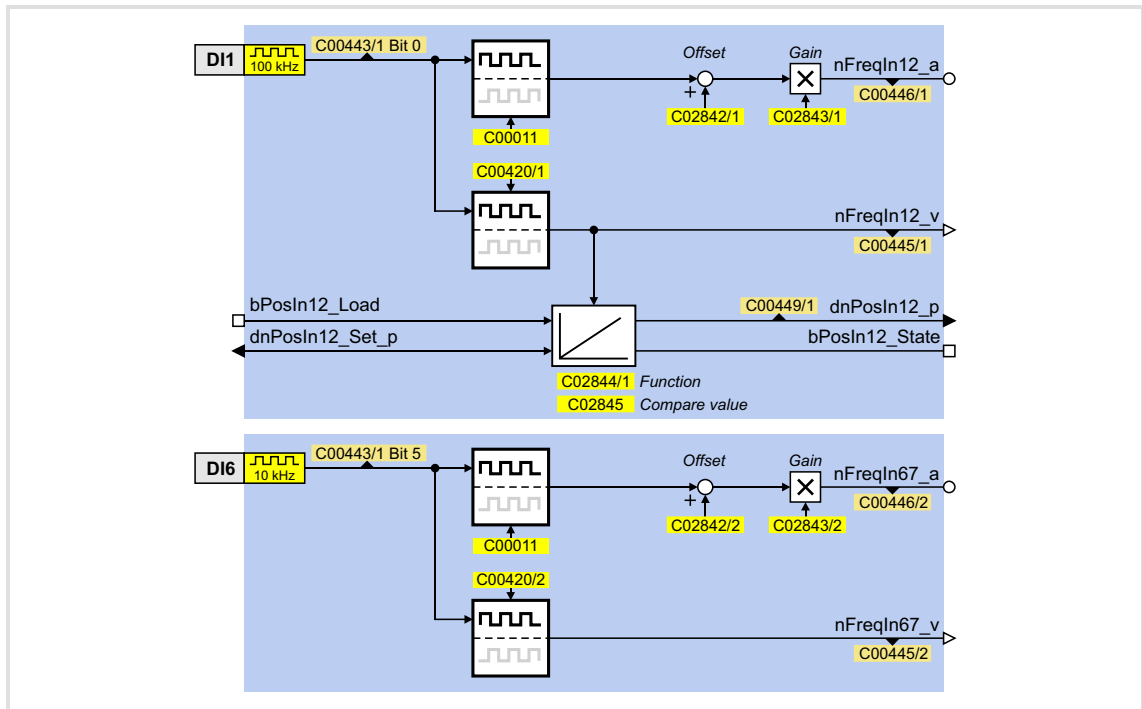 DI1
100 kHz
C00443/1 Bit 0
C00011
Offset
+
C02842/1
Gain
C02843/1
nFreqIn12_a
C00446/1
C00420/1
nFreqIn12_v
C00445/1
bPosIn12_Load
dnPosIn12_Set_p
C00449/1
dnPosIn12_p
bPosIn12_State
C02844/1 Function
C02845 Compare value
DI6
10 kHz
C00443/1 Bit 5
C00011
Offset
+
C02842/2
Gain
C02843/2
nFreqIn67_a
C00446/2
C00420/2
nFreqIn67_v
C00445/2